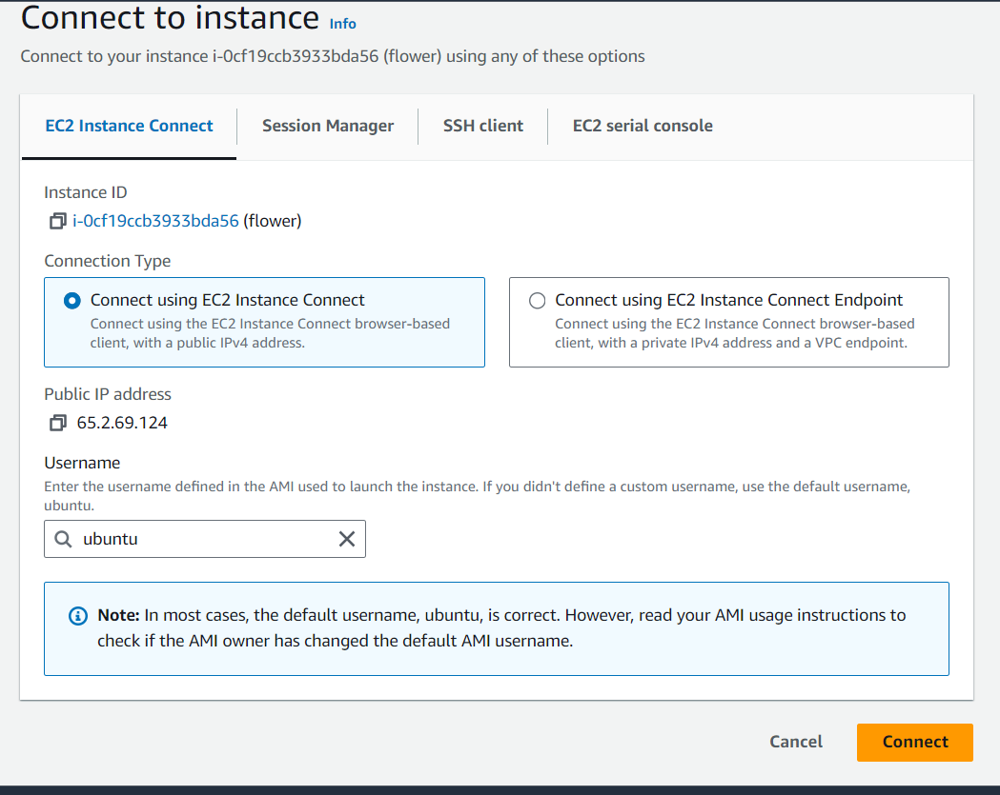 Connect to instance Info
Connect to your instance i-0cf19ccb3933bda56 (flower) using any of these options
EC2 Instance Connect
Session Manager
SSH client
EC2 serial console
Instance ID
i-0cf19ccb3933bda56 (flower)
Connection Type
Connect using EC2 Instance Connect
Connect using the EC2 Instance Connect browser-based
client, with a public IPv4 address.
Connect using EC2 Instance Connect Endpoint
Connect using the EC2 Instance Connect browser-based
client, with a private IPv4 address and a VPC endpoint.
Public IP address
65.2.69.124
Username
Enter the username defined in the AMI used to launch the instance. If you didn't define a custom username, use the default username,
ubuntu.
ubuntu
Note: In most cases, the default username, ubuntu, is correct. However, read your AMI usage instructions to
check if the AMI owner has changed the default AMI username.
Cancel
Connect